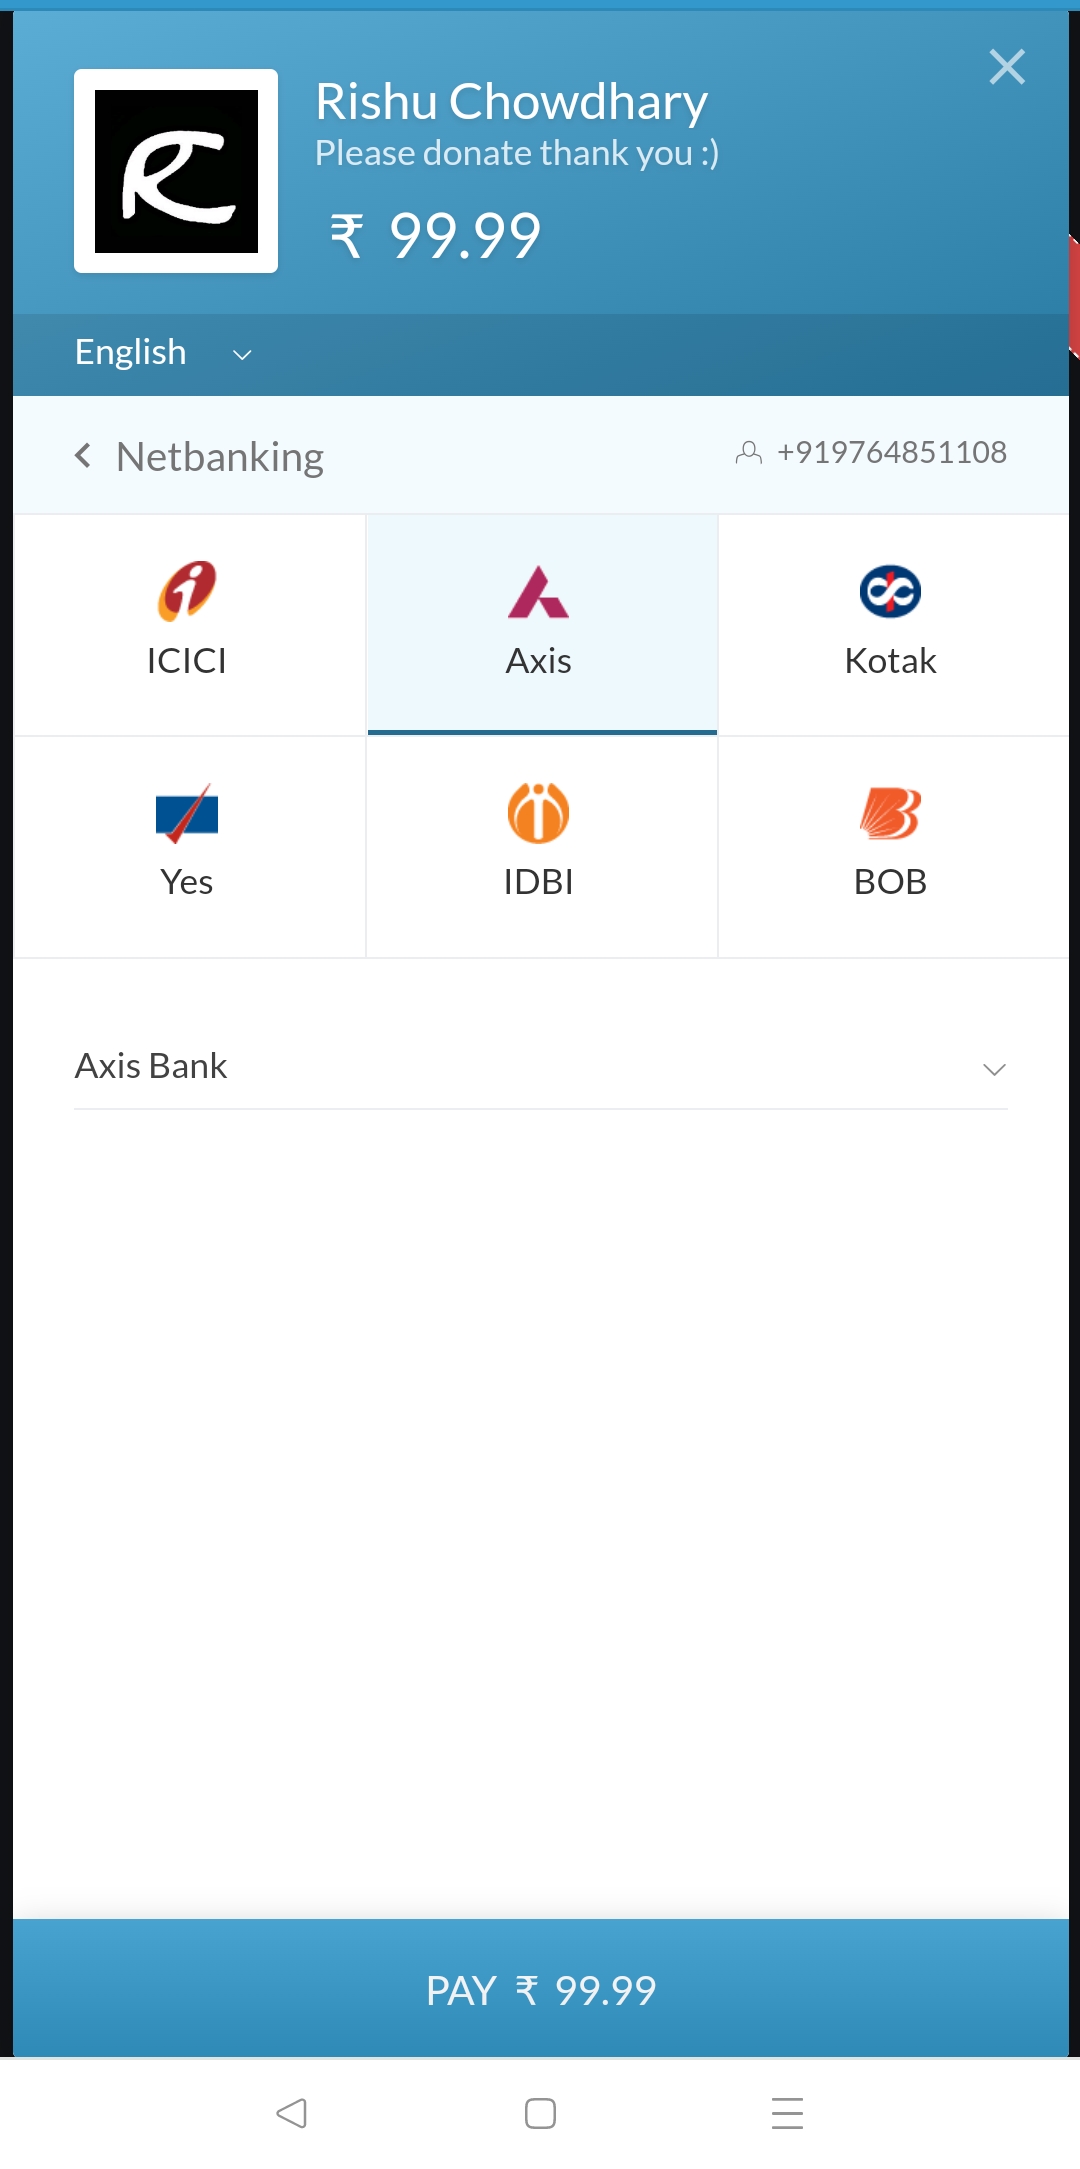 Rishu Chowdhary
Please donate thank you :)
₹ 99.99
English
Netbanking
+919764851108
ICICI
Axis
Kotak
Yes
IDBI
BOB
Axis Bank
PAY ₹ 99.99